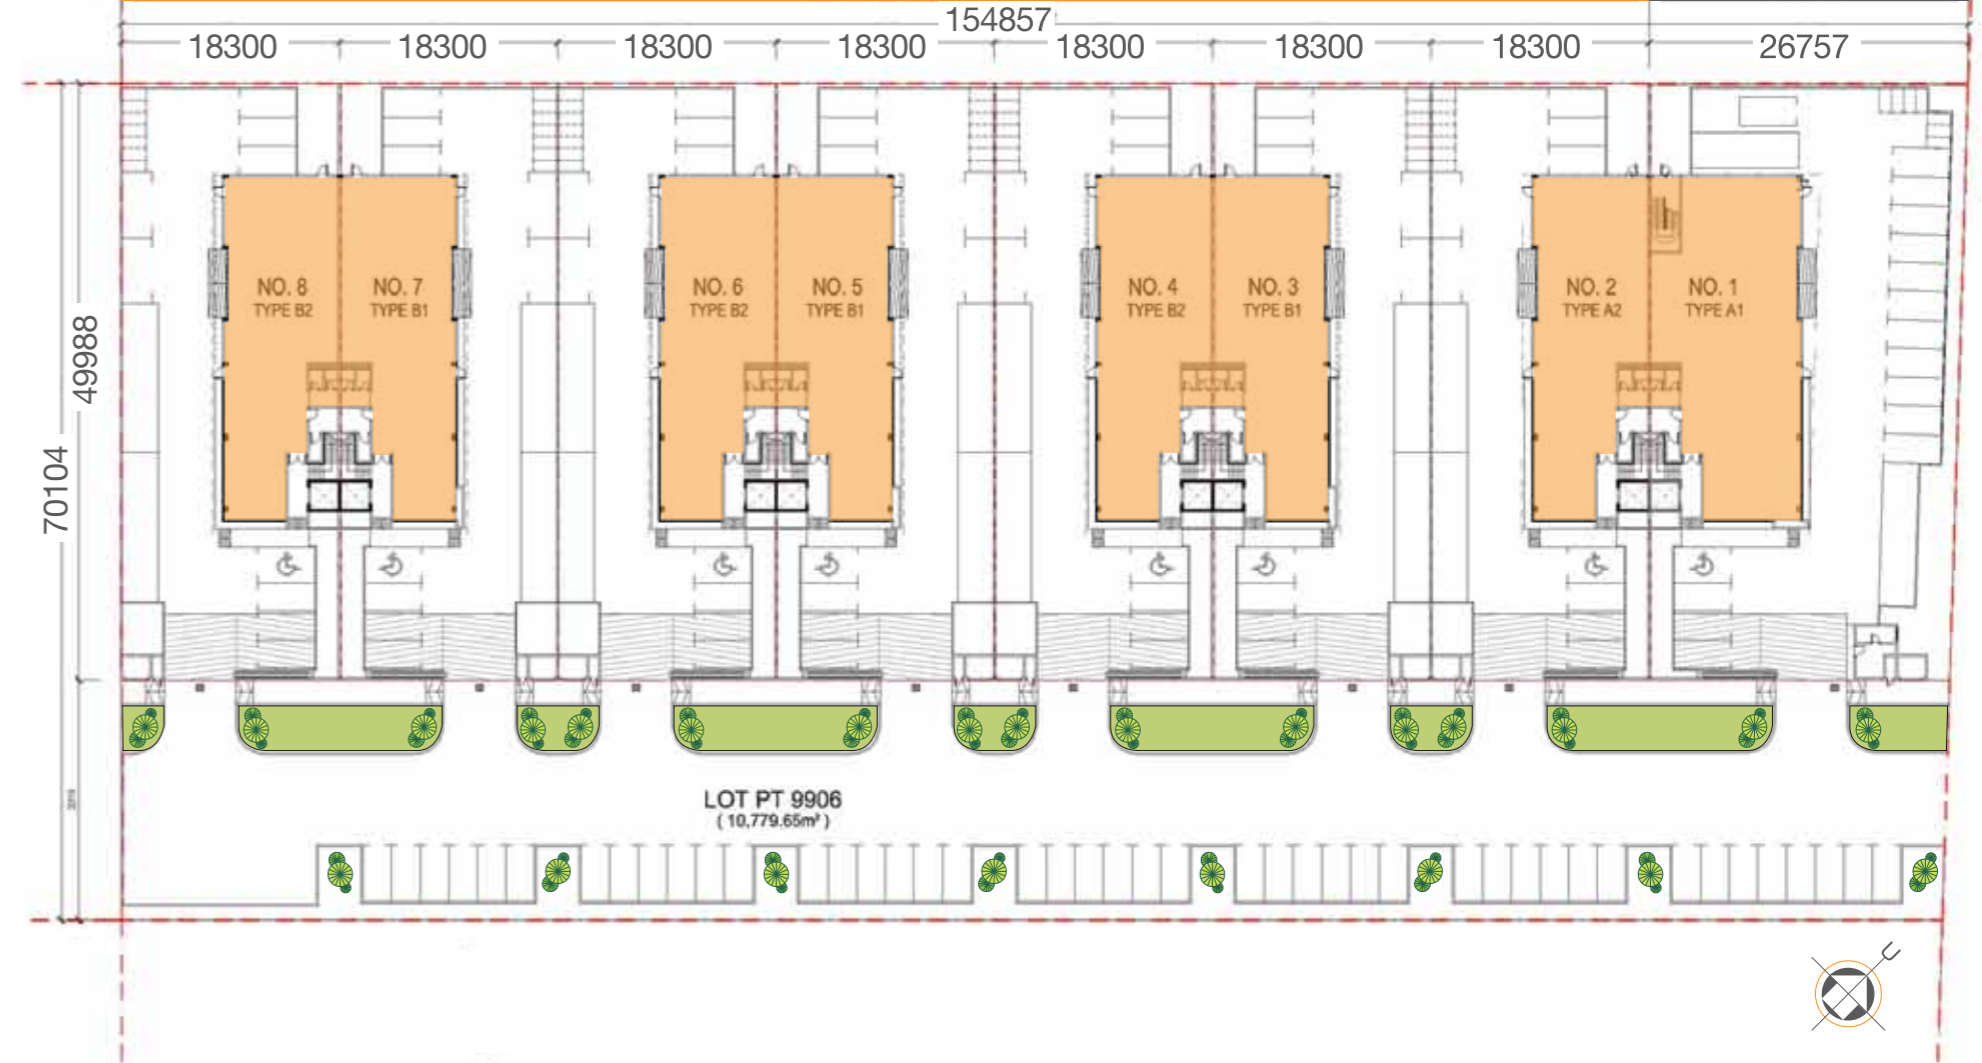 154857
18300 18300 18300 18300 18300 18300 18300 26757
49988
70104
NO. 8
TYPE B2
NO. 7
TYPE B1
NO. 6
TYPE B2
NO. 5
TYPE B1
NO. 4
TYPE B2
NO. 3
TYPE B1
NO. 2
TYPE A2
NO. 1
TYPE A1
LOT PT 9906
( 10,779.65m² )
U